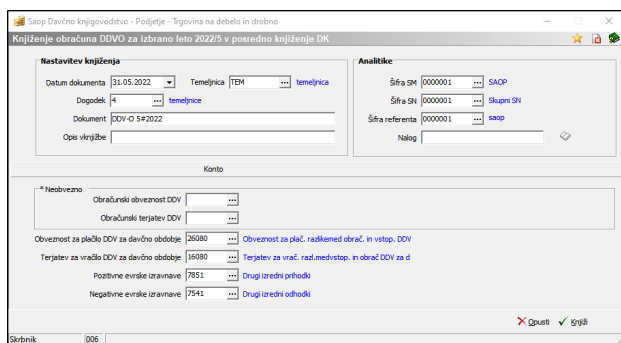 Saop Davčno knjigovodstvo - Podjetje - Trgovina na debelo in drobno
Knjiženje obračuna DDVO za izbrano leto 2022/5 v posredno knjiženje DK
Nastavitev knjiženja
Datum dokumenta 31.05.2022 Temeljnica TEM ... temeljnica
Dogodek 4 ... temeljnice
Dokument DDV-O 5#2022
Opis vknjižbe
Analitike
Šifra SM 0000001 ... SAOP
Šifra SN 0000001 ... Skupni SN
Šifra referenta 0000001 ... saop
Nalog
Konto
* Neobvezno
Obračunski obveznost DDV ...
Obračunski terjatev DDV ...
Obveznost za plačilo DDV za davčno obdobje 26080 ... Obveznost za plač. razlikemed obrač. in vstop. DDV
Terjatev za vračilo DDV za davčno obdobje 16080 ... Terjatev za vrač. razl.medvstop. in obrač DDV za d
Pozitivne evrske izravnave 7851 ... Drugi izredni prihodki
Negativne evrske izravnave 7541 ... Drugi izredni odhodki
Opusti Knjiži
Skrbnik 006